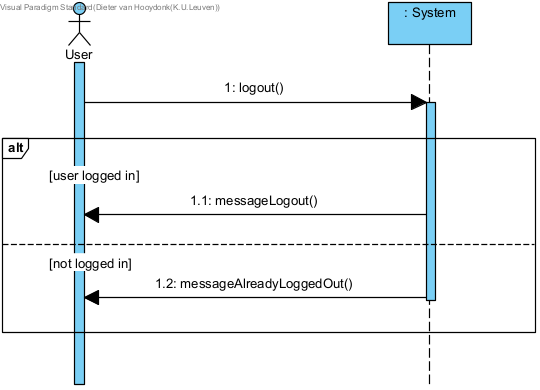 Visual Paradigm Standard(Dieter van Hooydonk(K.U.Leuven))
: System
User
1: logout()
alt
[user logged in]
1.1: messageLogout()
[not logged in]
1.2: messageAlreadyLoggedOut()